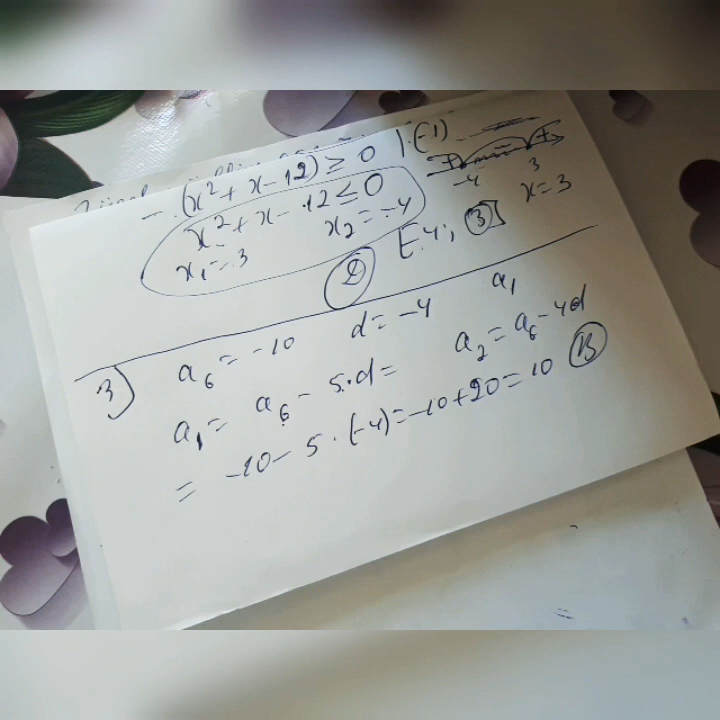 -(x²+x-12) ≥ 0 |·(-1)
x²+x-12 ≤ 0
x₁=3 x₂=-4
+ - +
-4 3
x=3
[-4; 3]
2
3) a₆ = -10 d = -4 a₁
a₁ = a₆ - 5·d = a₂ = a₆ - 4d
= -10 - 5·(-4) = -10+20 = 10 B